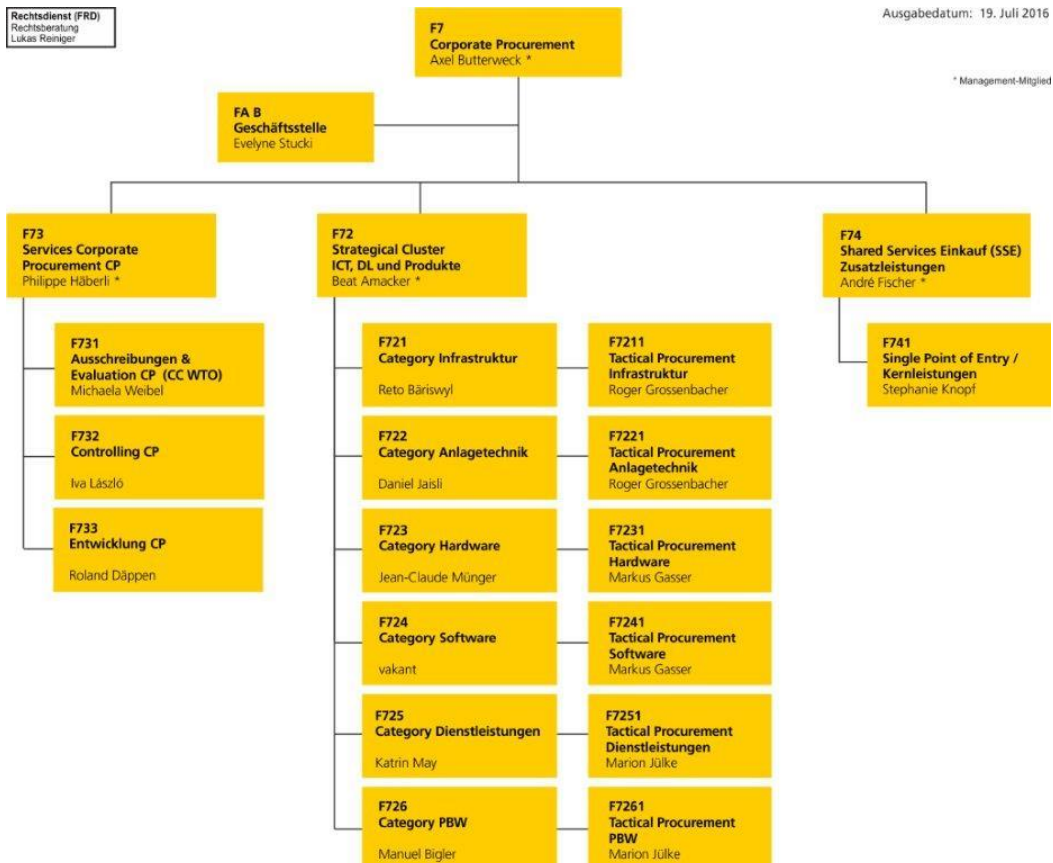 Rechtsdienst (FRD)
Rechtsberatung
Lukas Reiniger
Ausgabedatum: 19. Juli 2016
* Management-Mitglied
F7
Corporate Procurement
Axel Butterweck *
FA B
Geschäftsstelle
Evelyne Stucki
F73
Services Corporate
Procurement CP
Philippe Häberli *
F72
Strategical Cluster
ICT, DL und Produkte
Beat Amacker *
F74
Shared Services Einkauf (SSE)
Zusatzleistungen
André Fischer *
F731
Ausschreibungen &
Evaluation CP (CC WTO)
Michaela Weibel
F732
Controlling CP
Iva László
F733
Entwicklung CP
Roland Däppen
F721
Category Infrastruktur
Reto Bäriswyl
F7211
Tactical Procurement
Infrastruktur
Roger Grossenbacher
F722
Category Anlagetechnik
Daniel Jaisli
F7221
Tactical Procurement
Anlagetechnik
Roger Grossenbacher
F723
Category Hardware
Jean-Claude Münger
F7231
Tactical Procurement
Hardware
Markus Gasser
F724
Category Software
vakant
F7241
Tactical Procurement
Software
Markus Gasser
F725
Category Dienstleistungen
Katrin May
F7251
Tactical Procurement
Dienstleistungen
Marion Jülke
F726
Category PBW
Manuel Bigler
F7261
Tactical Procurement
PBW
Marion Jülke
F741
Single Point of Entry /
Kernleistungen
Stephanie Knopf